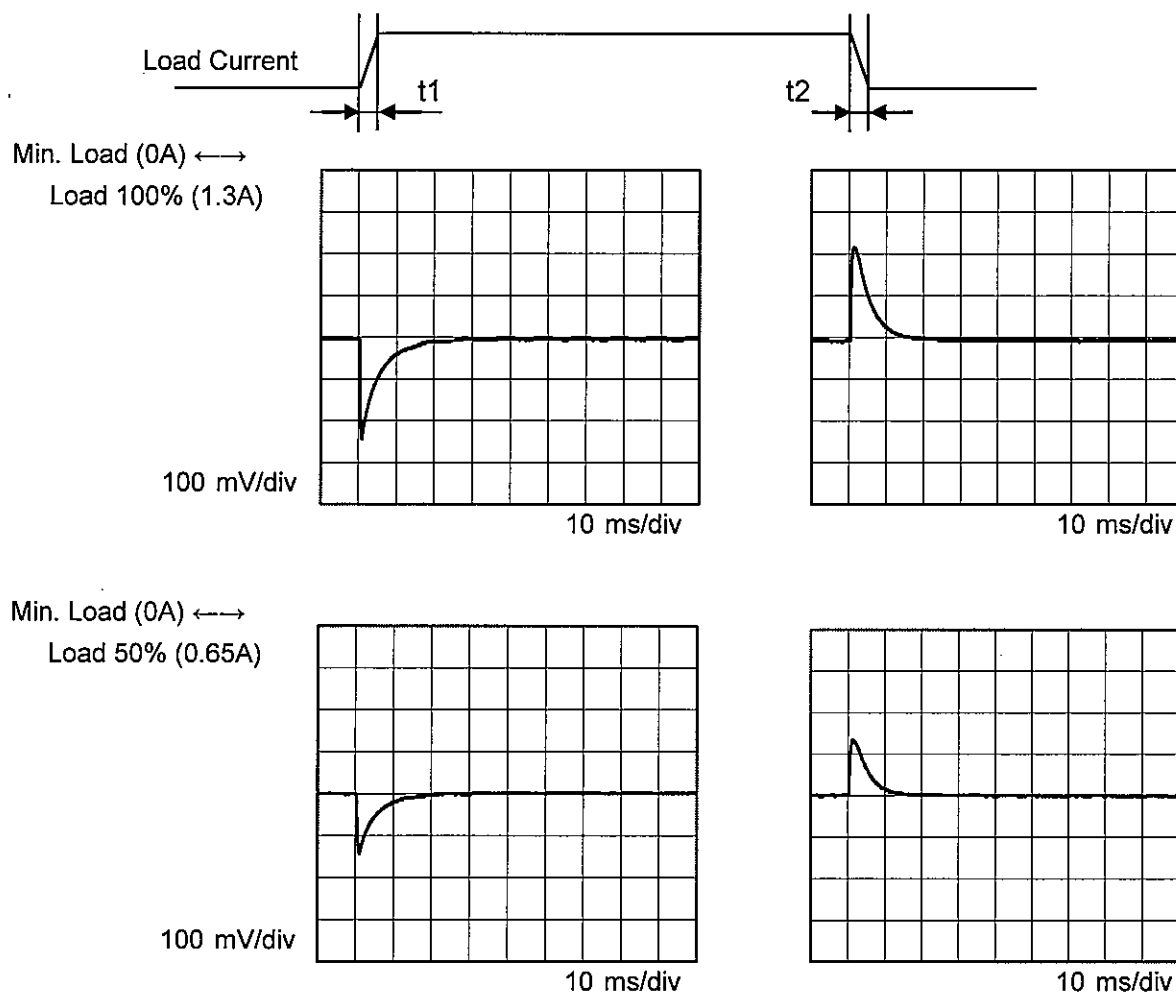 Load Current
t1
t2
Min. Load (0A) ←→
Load 100% (1.3A)
100 mV/div
10 ms/div
10 ms/div
Min. Load (0A) ←→
Load 50% (0.65A)
100 mV/div
10 ms/div
10 ms/div